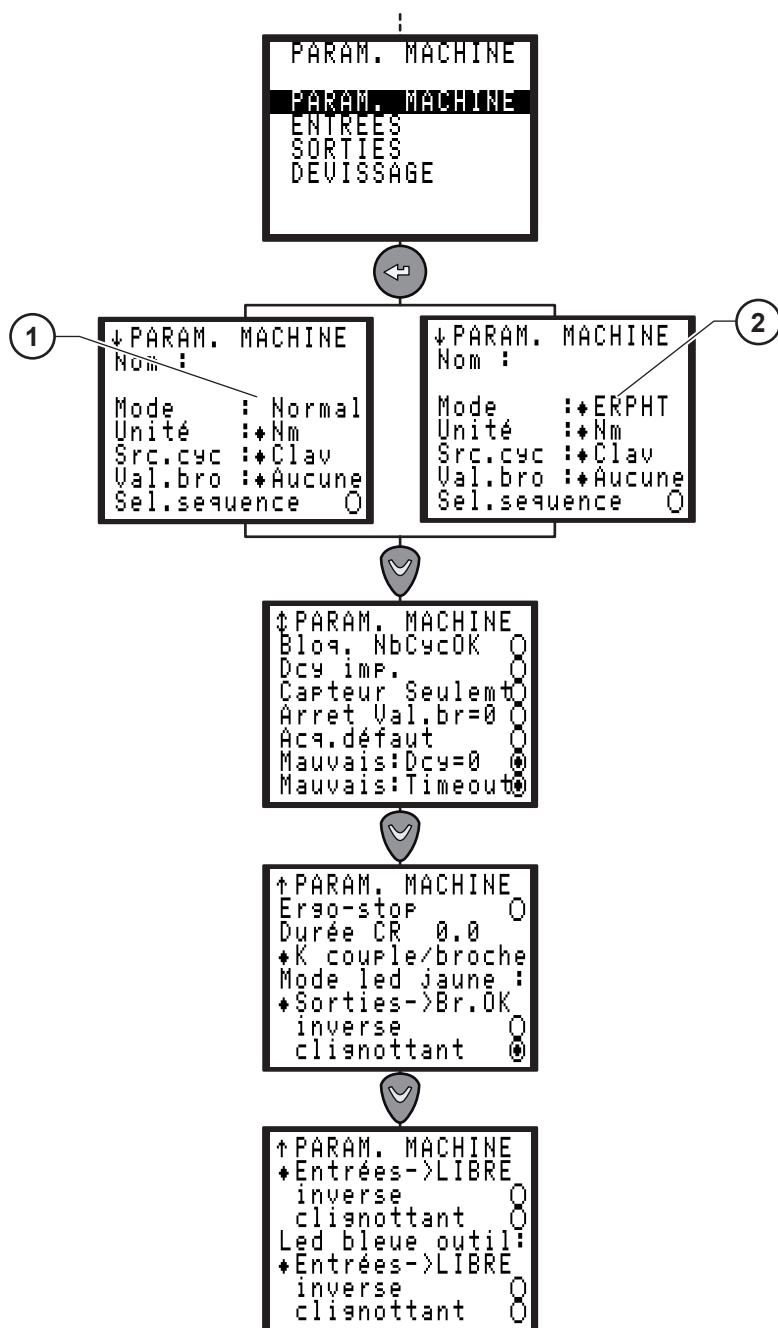 PARAM. MACHINE
PARAM. MACHINE
ENTREES
SORTIES
DEVISSAGE
1
↓PARAM. MACHINE
Nom :
Mode : Normal
Unité :♦Nm
Src.cyc :♦Clav
Val.bro :♦Aucune
Sel.sequence ○
2
↓PARAM. MACHINE
Nom :
Mode :♦ERPHT
Unité :♦Nm
Src.cyc :♦Clav
Val.bro :♦Aucune
Sel.sequence ○
↕PARAM. MACHINE
Bloq. NbCycOK ○
Dcy imp. ○
Capteur Seulemt○
Arret Val.br=0 ○
Acq.défaut ○
Mauvais:Dcy=0 ◉
Mauvais:Timeout◉
↑PARAM. MACHINE
Ergo-stop ○
Durée CR 0.0
♦K couple/broche
Mode led jaune :
♦Sorties->Br.OK
inverse ○
clignottant ◉
↑PARAM. MACHINE
♦Entrées->LIBRE
inverse ○
clignottant ○
Led bleue outil:
♦Entrées->LIBRE
inverse ○
clignottant ○